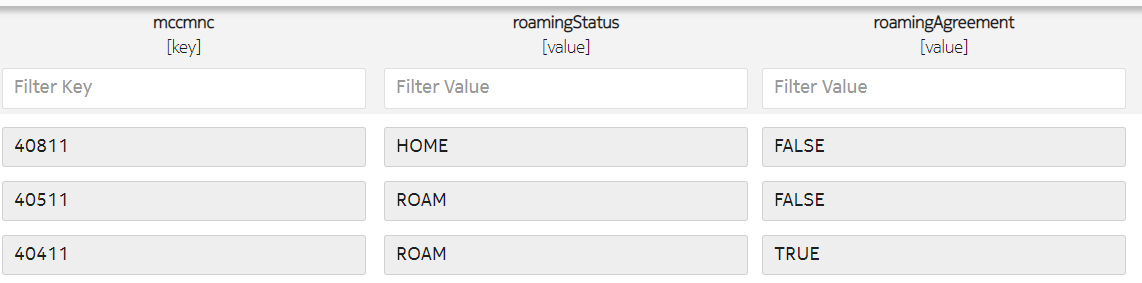 mccmnc roamingStatus roamingAgreement
[key] [value] [value]
Filter Key Filter Value Filter Value
40811 HOME FALSE
40511 ROAM FALSE
40411 ROAM TRUE